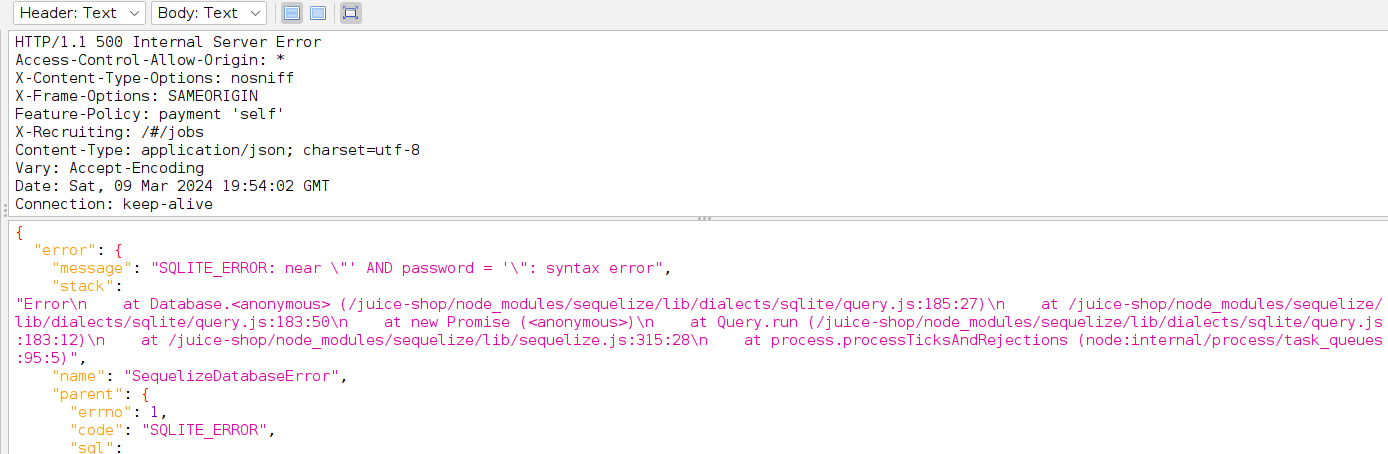 Header: Text Body: Text
HTTP/1.1 500 Internal Server Error
Access-Control-Allow-Origin: *
X-Content-Type-Options: nosniff
X-Frame-Options: SAMEORIGIN
Feature-Policy: payment 'self'
X-Recruiting: /#/jobs
Content-Type: application/json; charset=utf-8
Vary: Accept-Encoding
Date: Sat, 09 Mar 2024 19:54:02 GMT
Connection: keep-alive
{
"error": {
"message": "SQLITE_ERROR: near \"' AND password = '\": syntax error",
"stack":
"Error\n    at Database.<anonymous> (/juice-shop/node_modules/sequelize/lib/dialects/sqlite/query.js:185:27)\n    at /juice-shop/node_modules/sequelize/
lib/dialects/sqlite/query.js:183:50\n    at new Promise (<anonymous>)\n    at Query.run (/juice-shop/node_modules/sequelize/lib/dialects/sqlite/query.js
:183:12)\n    at /juice-shop/node_modules/sequelize/lib/sequelize.js:315:28\n    at process.processTicksAndRejections (node:internal/process/task_queues
:95:5)",
"name": "SequelizeDatabaseError",
"parent": {
"errno": 1,
"code": "SQLITE_ERROR",
"sql":